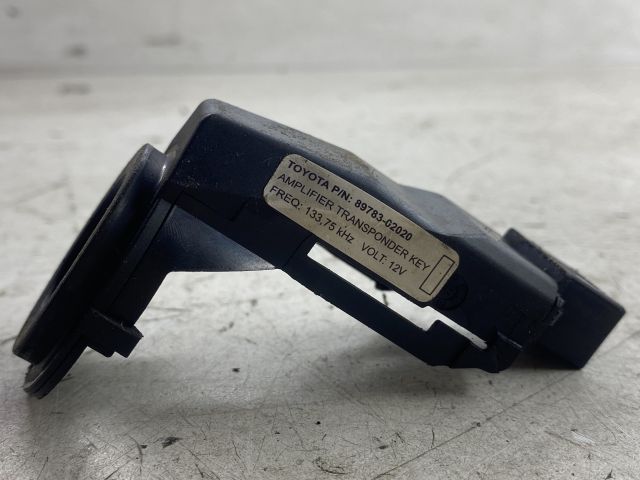 TOYOTA P/N: 89783-02020
AMPLIFIER TRANSPONDER KEY
FREQ: 133,75 kHz VOLT: 12V